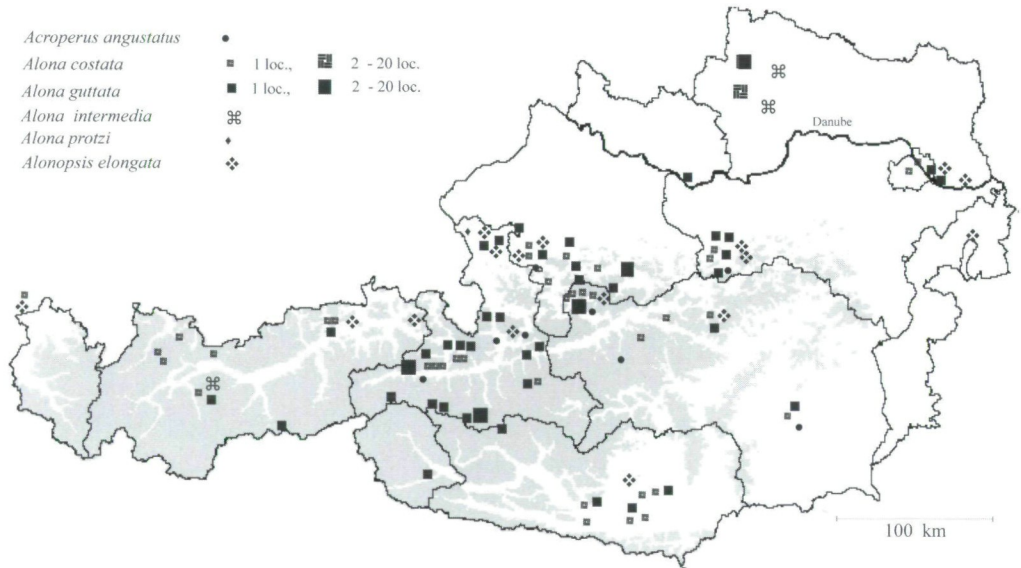 Acroperus angustatus
Alona costata 1 loc., 2 - 20 loc.
Alona guttata 1 loc., 2 - 20 loc.
Alona intermedia
Alona protzi
Alonopsis elongata
Danube
100 km